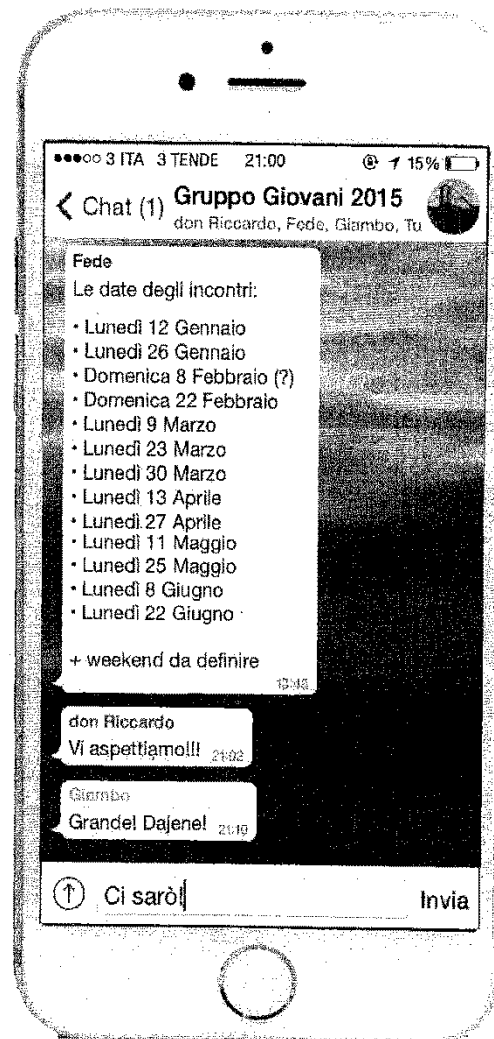 ●●●○○ 3 ITA 3 TENDE 21:00 15%
Chat (1) Gruppo Giovani 2015
don Riccardo, Fede, Giambo, Tu
Fede
Le date degli incontri:
• Lunedì 12 Gennaio
• Lunedì 26 Gennaio
• Domenica 8 Febbraio (?)
• Domenica 22 Febbraio
• Lunedì 9 Marzo
• Lunedì 23 Marzo
• Lunedì 30 Marzo
• Lunedì 13 Aprile
• Lunedì 27 Aprile
• Lunedì 11 Maggio
• Lunedì 25 Maggio
• Lunedì 8 Giugno
• Lunedì 22 Giugno
+ weekend da definire
don Riccardo
Vi aspettiamo!!! 21:02
Giambo
Grande! Dajene! 21:10
Ci sarò! Invia